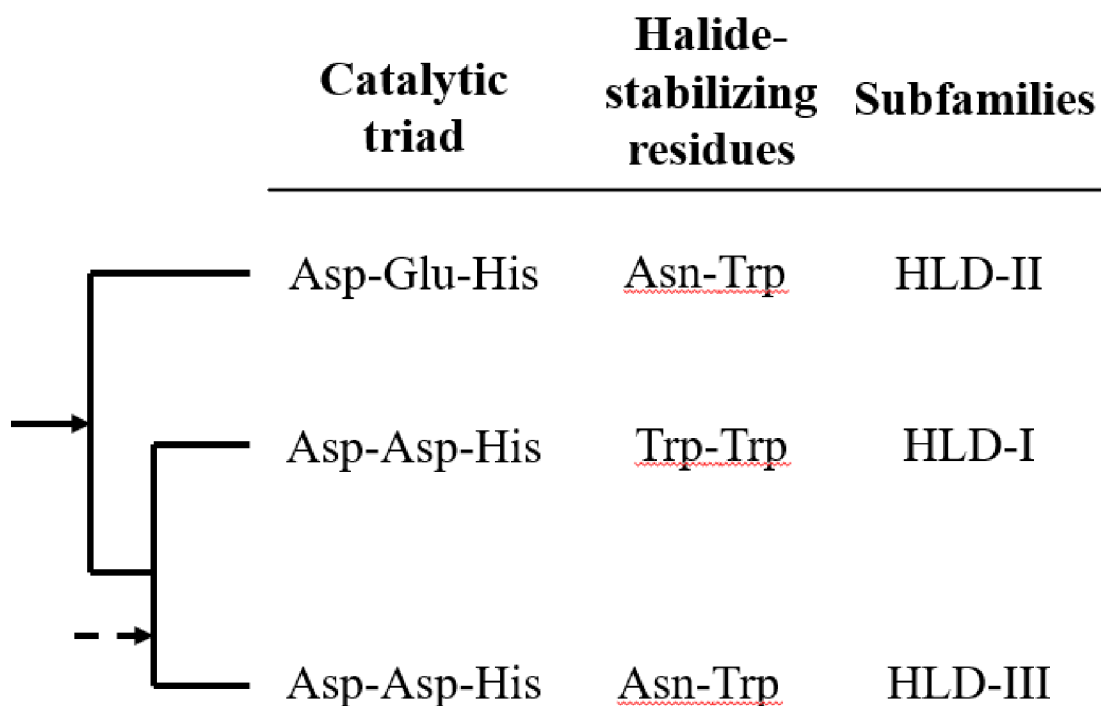 Catalytic
triad
Halide-
stabilizing
residues
Subfamilies
Asp-Glu-His Asn-Trp HLD-II
Asp-Asp-His Trp-Trp HLD-I
Asp-Asp-His Asn-Trp HLD-III